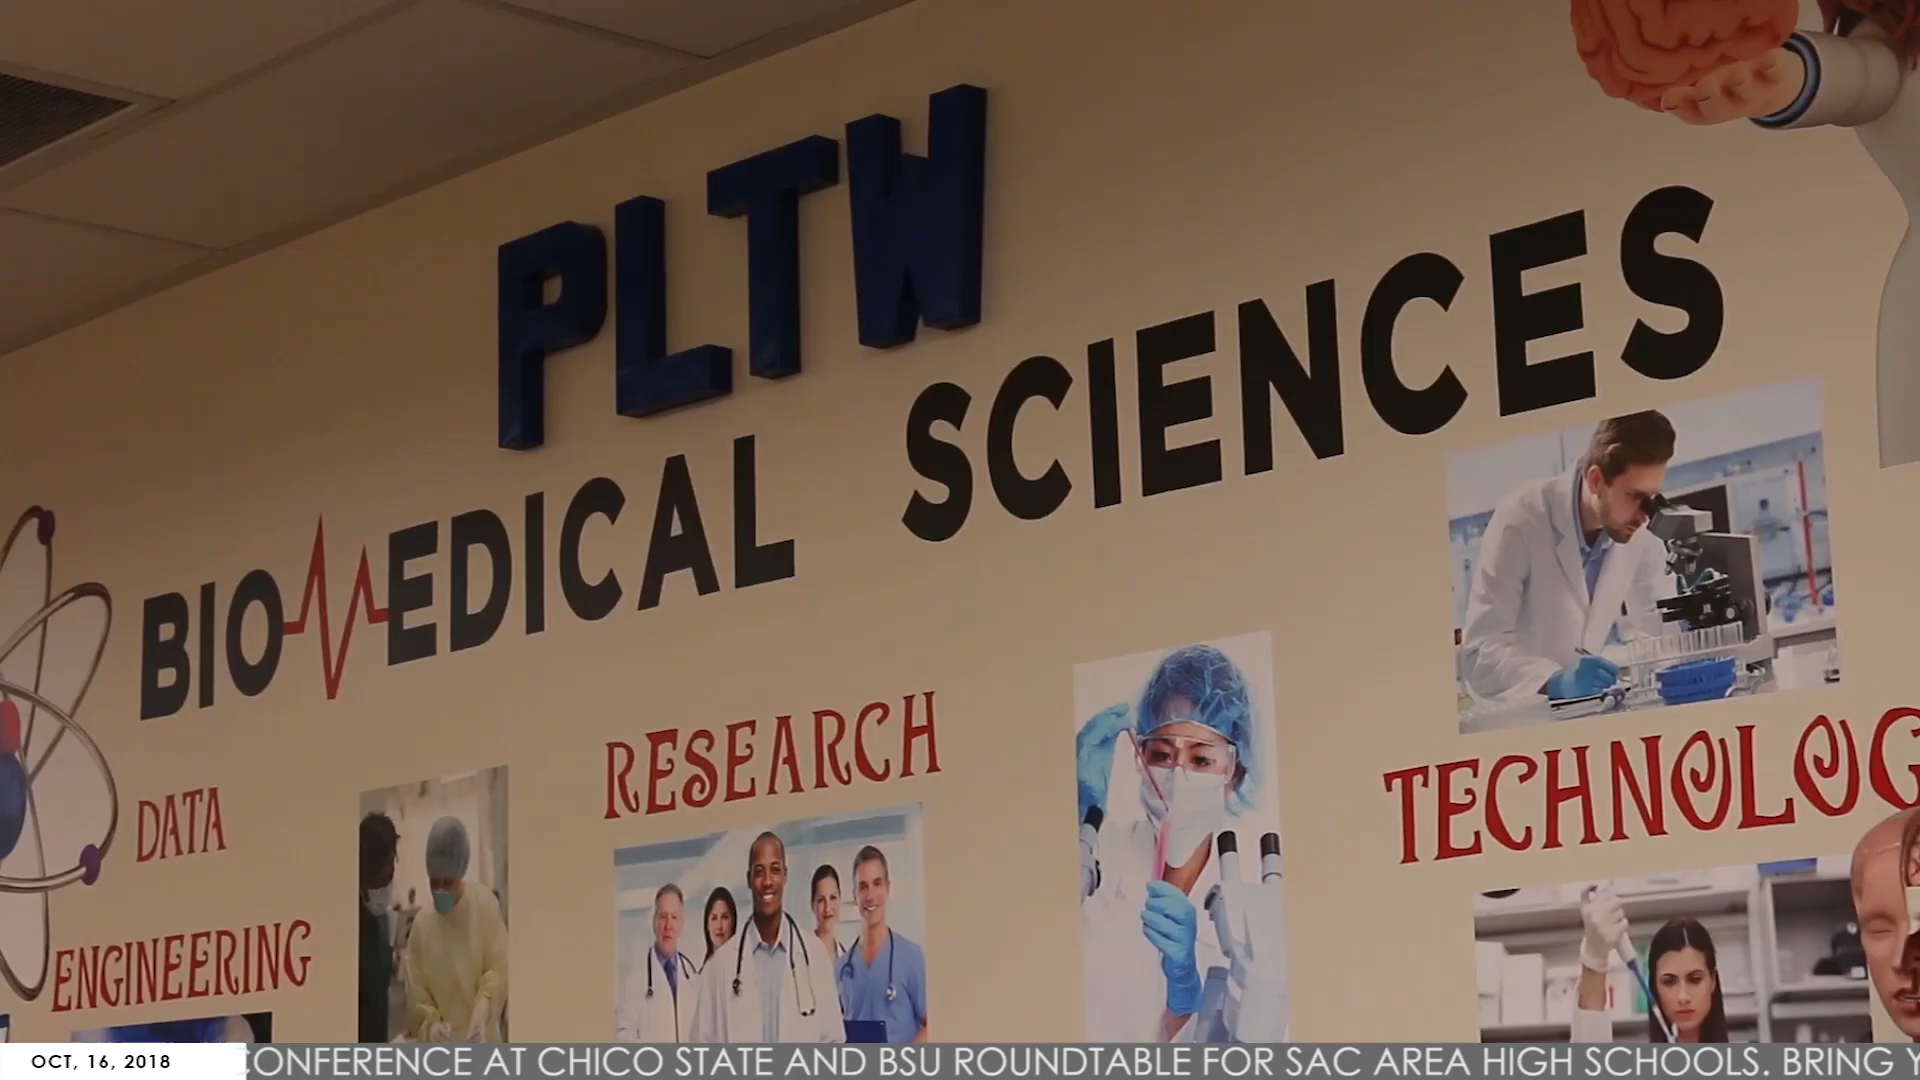 PLTW
BIOMEDICAL SCIENCES
RESEARCH
TECHNOLOG
DATA
ENGINEERING
OCT, 16, 2018
CONFERENCE AT CHICO STATE AND BSU ROUNDTABLE FOR SAC AREA HIGH SCHOOLS. BRING